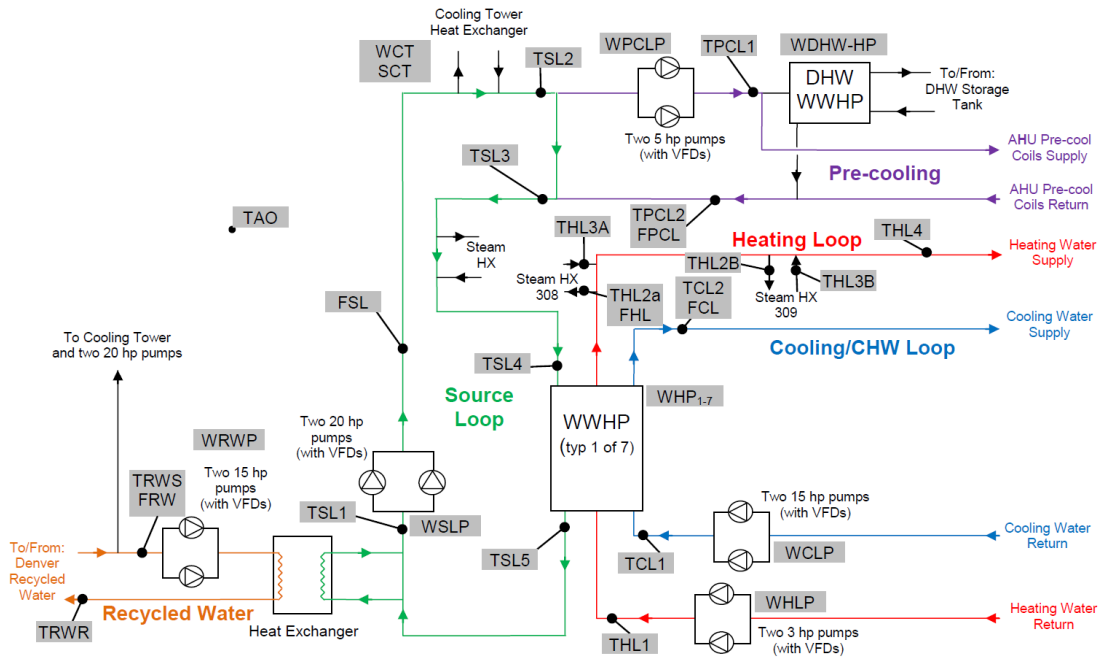 Cooling Tower
Heat Exchanger
WCT
SCT
TSL2
WPCLP
TPCL1
WDHW-HP
DHW
WWHP
To/From:
DHW Storage
Tank
Two 5 hp pumps
(with VFDs)
AHU Pre-cool
Coils Supply
TSL3
Pre-cooling
AHU Pre-cool
Coils Return
TAO
TPCL2
FPCL
THL3A
Heating Loop
THL4
Heating Water
Supply
Steam
HX
Steam HX
308
THL2a
FHL
THL2B
THL3B
Steam HX
309
TCL2
FCL
FSL
Cooling Water
Supply
Cooling/CHW Loop
To Cooling Tower
and two 20 hp pumps
TSL4
Source
Loop
WWHP
(typ 1 of 7)
WHP1-7
Two 20 hp
pumps
(with VFDs)
WRWP
Two 15 hp
pumps
(with VFDs)
TRWS
FRW
TSL1
WSLP
TSL5
Two 15 hp pumps
(with VFDs)
TCL1
WCLP
Cooling Water
Return
To/From:
Denver
Recycled
Water
Recycled Water
TRWR
Heat Exchanger
WHLP
THL1
Two 3 hp pumps
(with VFDs)
Heating Water
Return